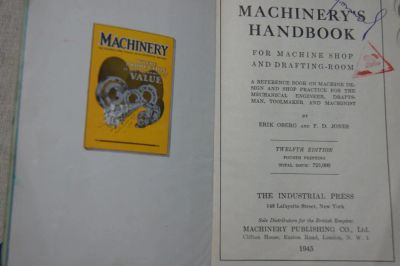 MACHINERY
VALUE
MACHINERY'S
HANDBOOK
FOR MACHINE SHOP
AND DRAFTING-ROOM
A REFERENCE BOOK ON MACHINE DE-
SIGN AND SHOP PRACTICE FOR THE
MECHANICAL ENGINEER, DRAFTS-
MAN, TOOLMAKER, AND MACHINIST
BY
ERIK OBERG AND F. D. JONES
TWELFTH EDITION
FOURTH PRINTING
TOTAL ISSUE
THE INDUSTRIAL PRESS
148 Lafayette Street, New York
Sole Distributors for the British Empire:
MACHINERY PUBLISHING CO., Ltd.
Clifton House, Euston Road, London, N. W. 1
1945